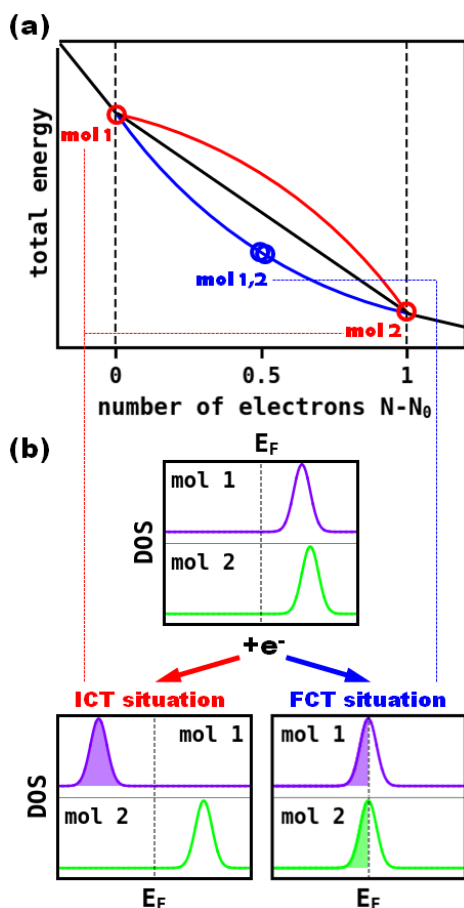 (a)
total energy
mol 1
mol 1,2
mol 2
0 0.5 1
number of electrons N-N₀
(b)
E_F
DOS
mol 1
mol 2
+e⁻
ICT situation FCT situation
DOS
mol 1
mol 2
mol 1
mol 2
E_F E_F